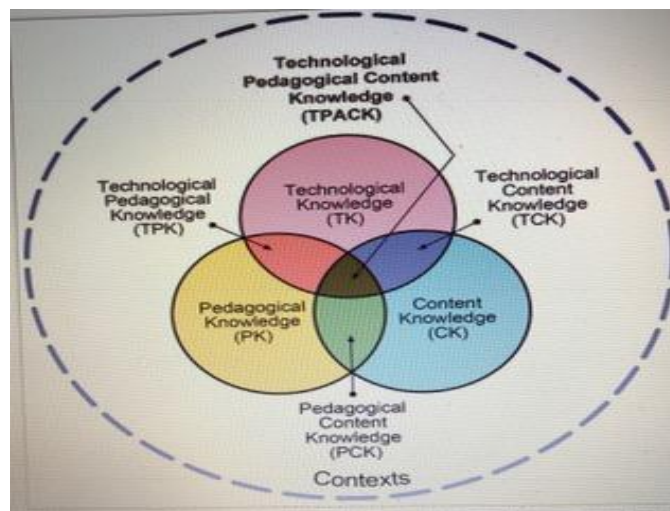 Technological
Pedagogical Content
Knowledge
(TPACK)
Technological
Pedagogical
Knowledge
(TPK)
Technological
Knowledge
(TK)
Technological
Content
Knowledge
(TCK)
Pedagogical
Knowledge
(PK)
Content
Knowledge
(CK)
Pedagogical
Content
Knowledge
(PCK)
Contexts